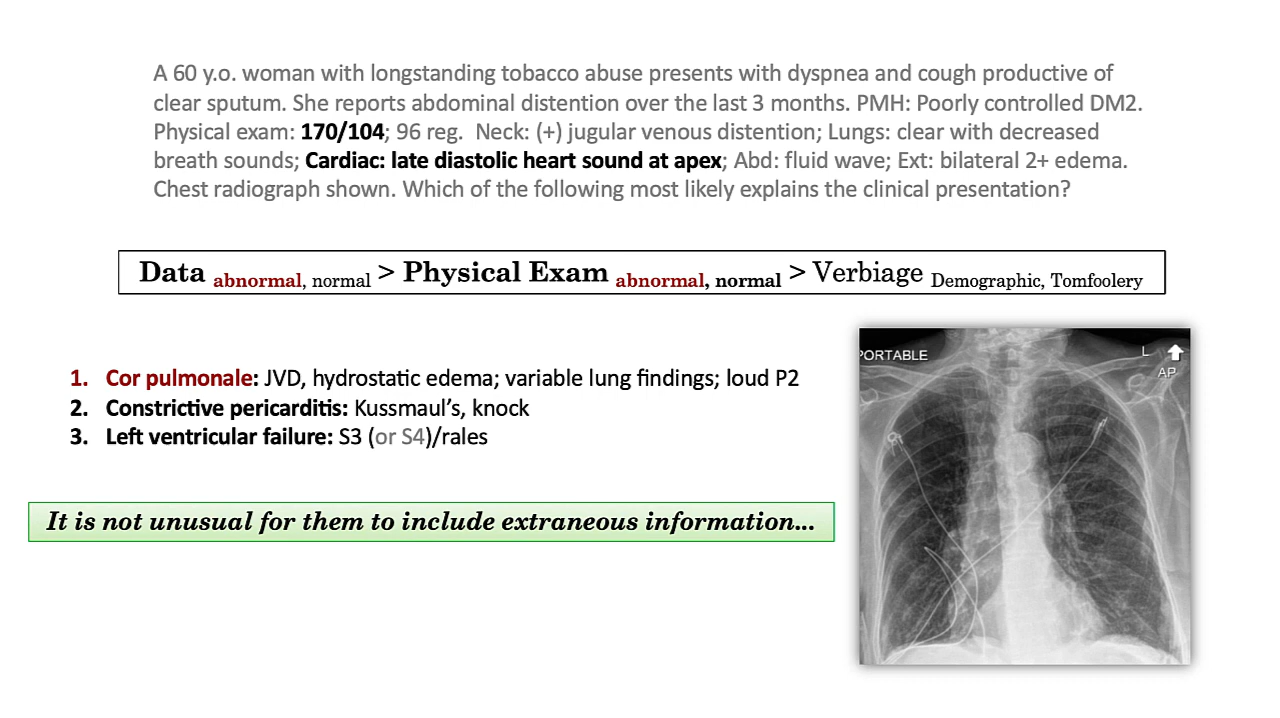 A 60 y.o. woman with longstanding tobacco abuse presents with dyspnea and cough productive of
clear sputum. She reports abdominal distention over the last 3 months. PMH: Poorly controlled DM2.
Physical exam: 170/104; 96 reg.  Neck: (+) jugular venous distention; Lungs: clear with decreased
breath sounds; Cardiac: late diastolic heart sound at apex; Abd: fluid wave; Ext: bilateral 2+ edema.
Chest radiograph shown. Which of the following most likely explains the clinical presentation?
Data abnormal, normal > Physical Exam abnormal, normal > Verbiage Demographic, Tomfoolery
1. Cor pulmonale: JVD, hydrostatic edema; variable lung findings; loud P2
2. Constrictive pericarditis: Kussmaul's, knock
3. Left ventricular failure: S3 (or S4)/rales
It is not unusual for them to include extraneous information...
PORTABLE
L
AP